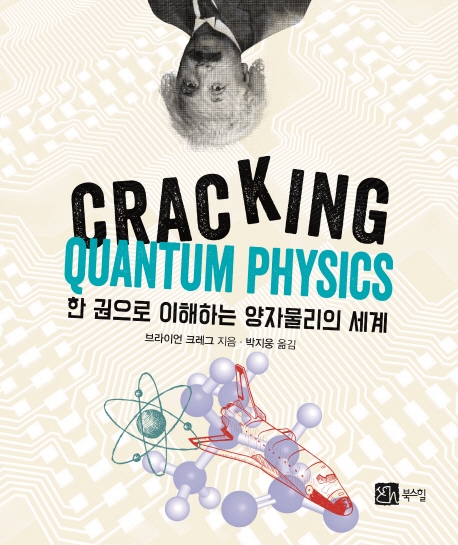 CRACKING
QUANTUM PHYSICS
한 권으로 이해하는 양자물리의 세계
브라이언 크레그 지음 · 박지웅 옮김
북스힐